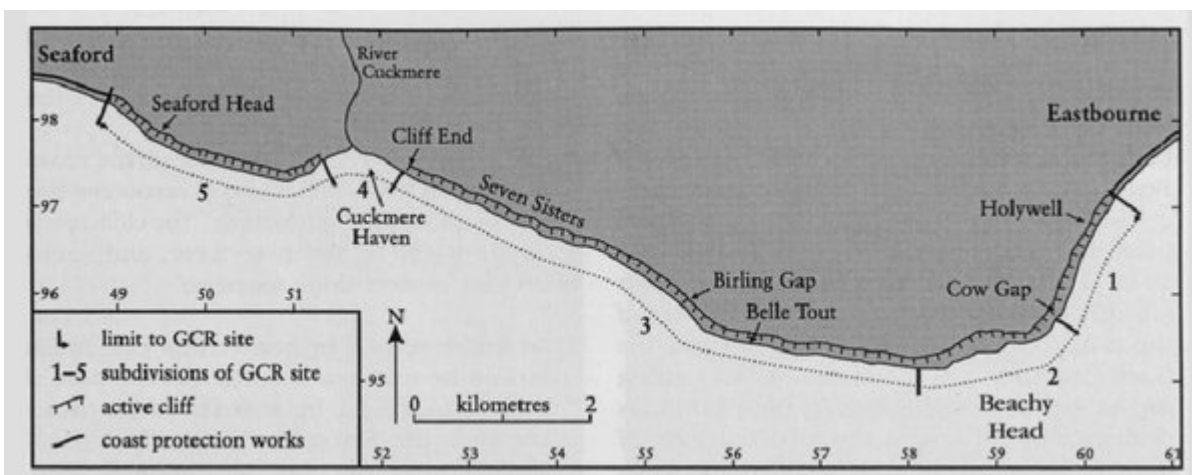 Seaford
River
Cuckmere
Seaford Head
98
Cliff End
Eastbourne
5
4
Seven Sisters
97
Cuckmere
Haven
Holywell
96
49
50
51
Birling Gap
Belle Tout
Cow Gap
1
3
2
N
limit to GCR site
1–5 subdivisions of GCR site
active cliff
coast protection works
95
0 kilometres 2
Beachy
Head
52
53
54
55
56
57
58
59
60
61